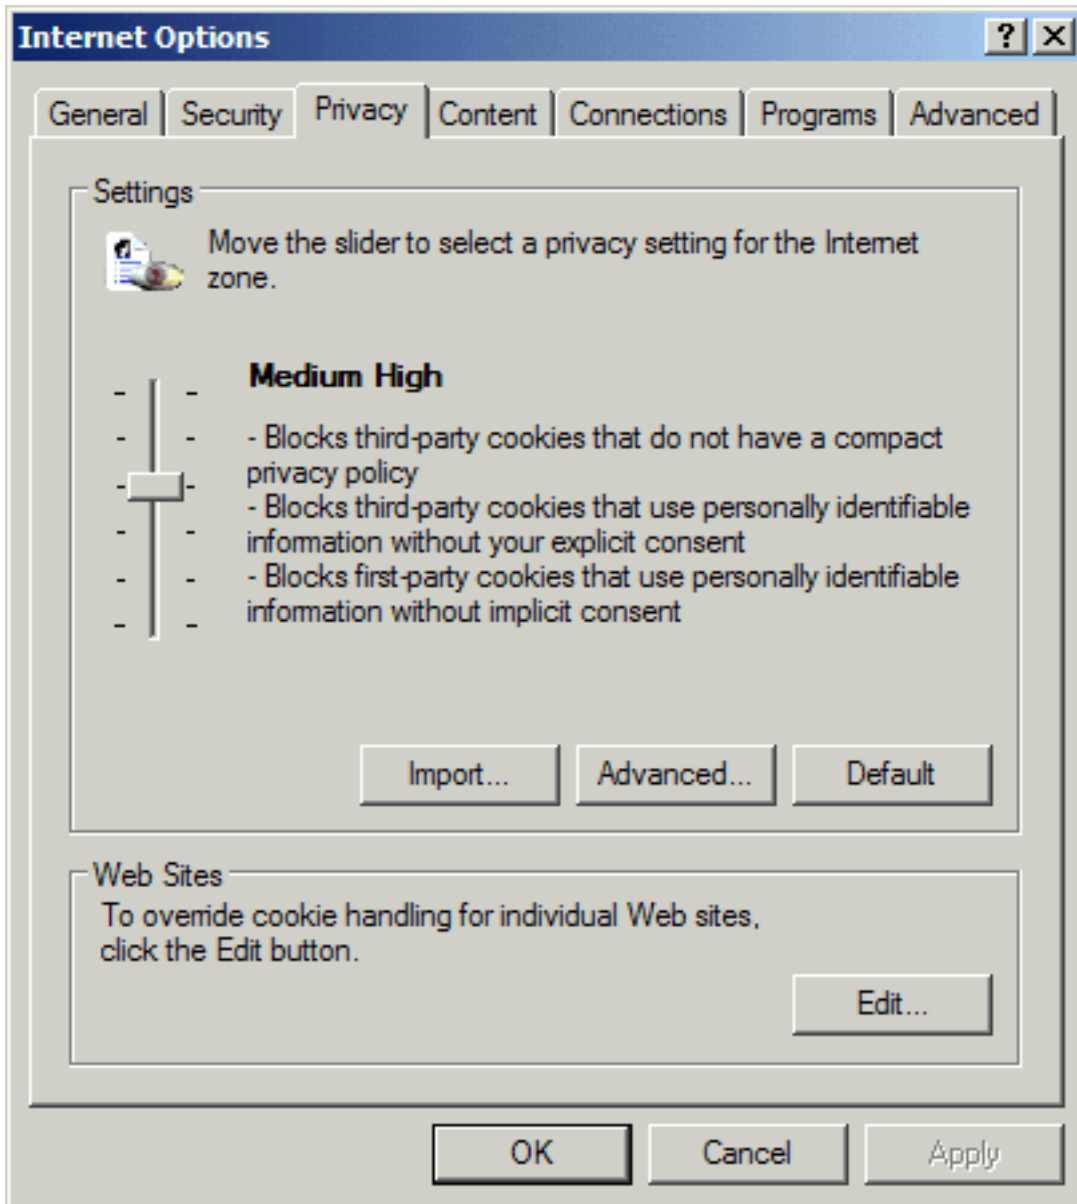 Internet Options
General Security Privacy Content Connections Programs Advanced
Settings
Move the slider to select a privacy setting for the Internet
zone.
Medium High
- Blocks third-party cookies that do not have a compact
privacy policy
- Blocks third-party cookies that use personally identifiable
information without your explicit consent
- Blocks first-party cookies that use personally identifiable
information without implicit consent
Import... Advanced... Default
Web Sites
To override cookie handling for individual Web sites,
click the Edit button.
Edit...
OK Cancel Apply